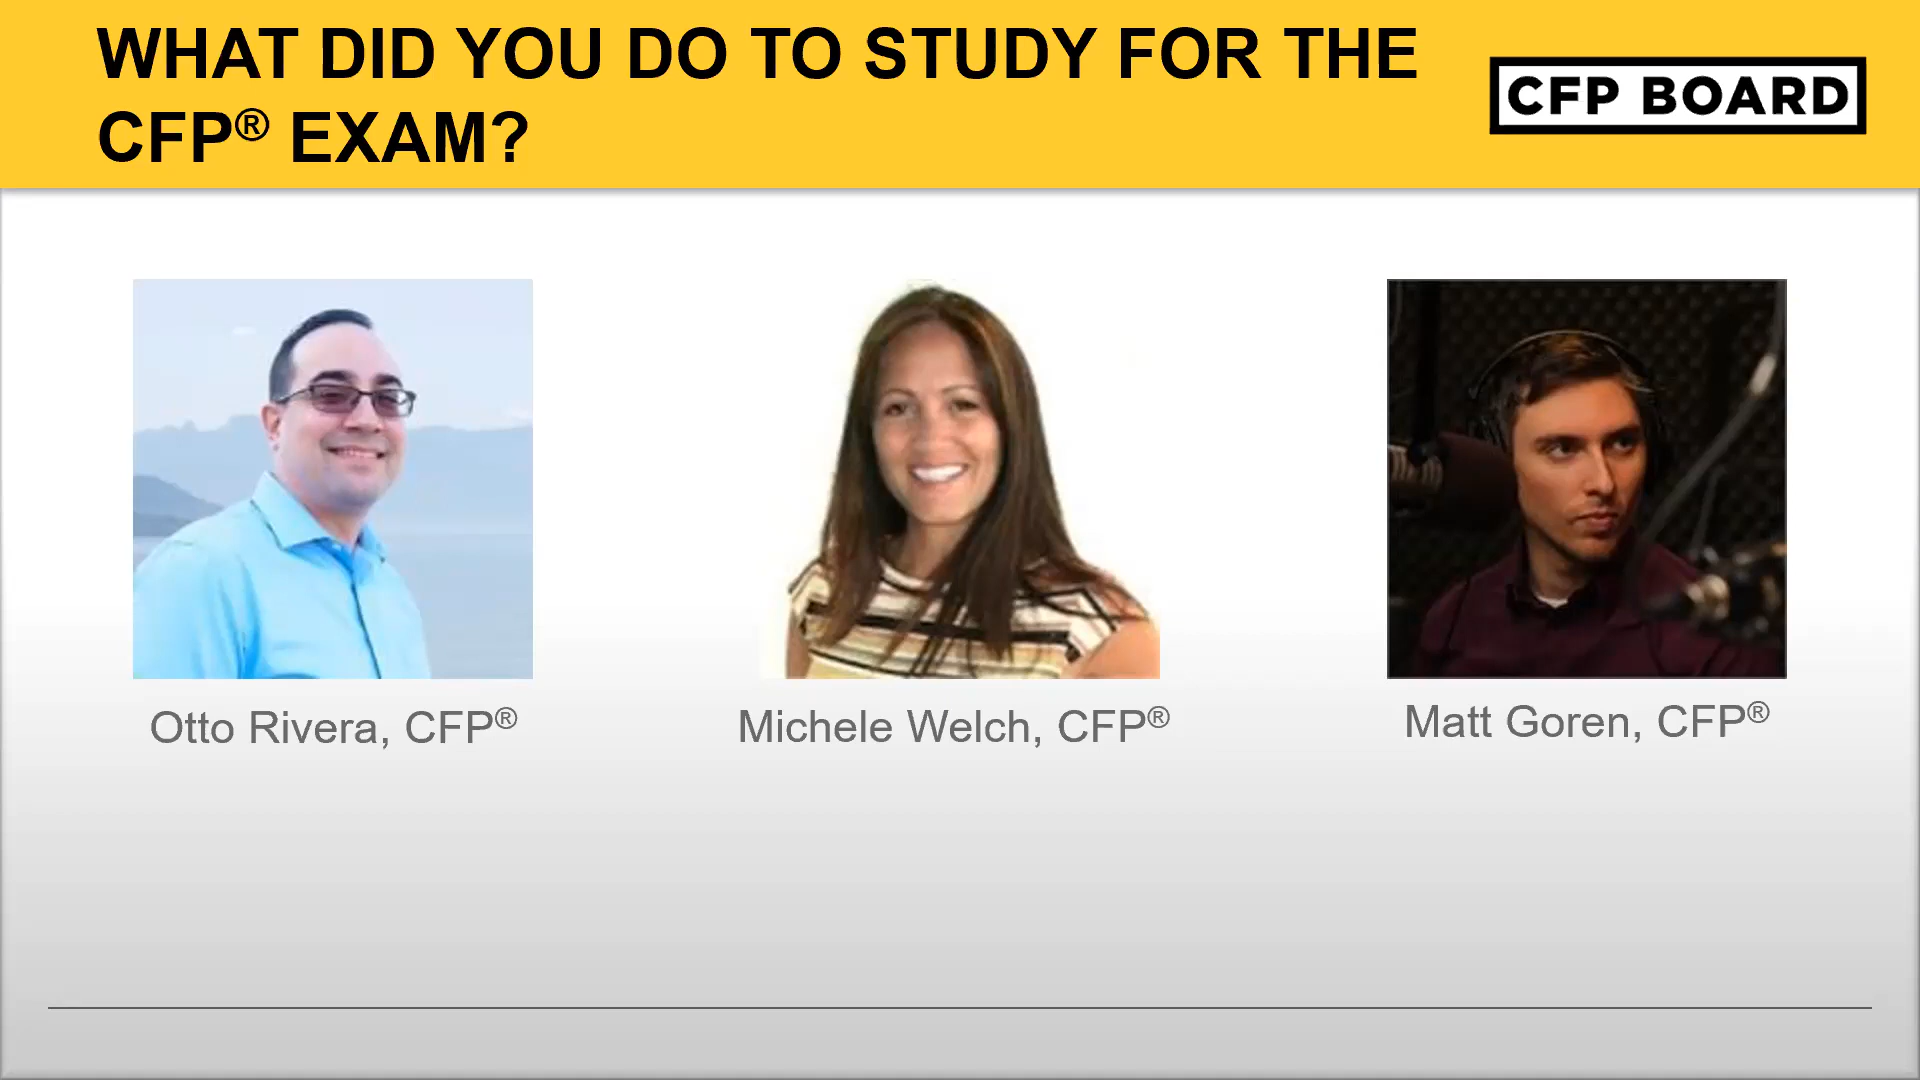 WHAT DID YOU DO TO STUDY FOR THE
CFP® EXAM?
CFP BOARD
Otto Rivera, CFP®
Michele Welch, CFP®
Matt Goren, CFP®